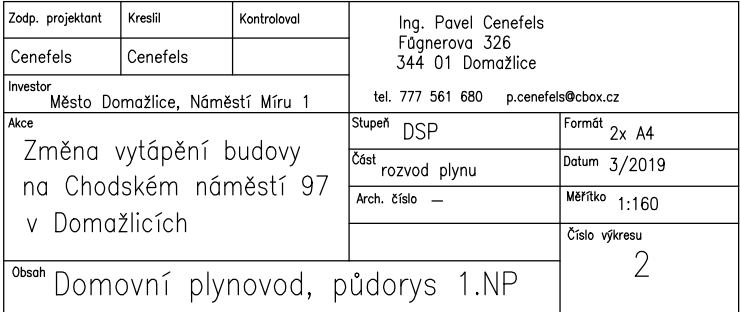 Zodp. projektant Kreslil Kontroloval
Cenefels Cenefels
Ing. Pavel Cenefels
Fűgnerova 326
344 01 Domažlice
tel. 777 561 680 p.cenefels@cbox.cz
Investor
Město Domažlice, Náměstí Míru 1
Akce
Změna vytápění budovy
na Chodském náměstí 97
v Domažlicích
Stupeň DSP
Formát 2x A4
Část rozvod plynu
Datum 3/2019
Arch. číslo –
Měřítko 1:160
Číslo výkresu
2
Obsah Domovní plynovod, půdorys 1.NP